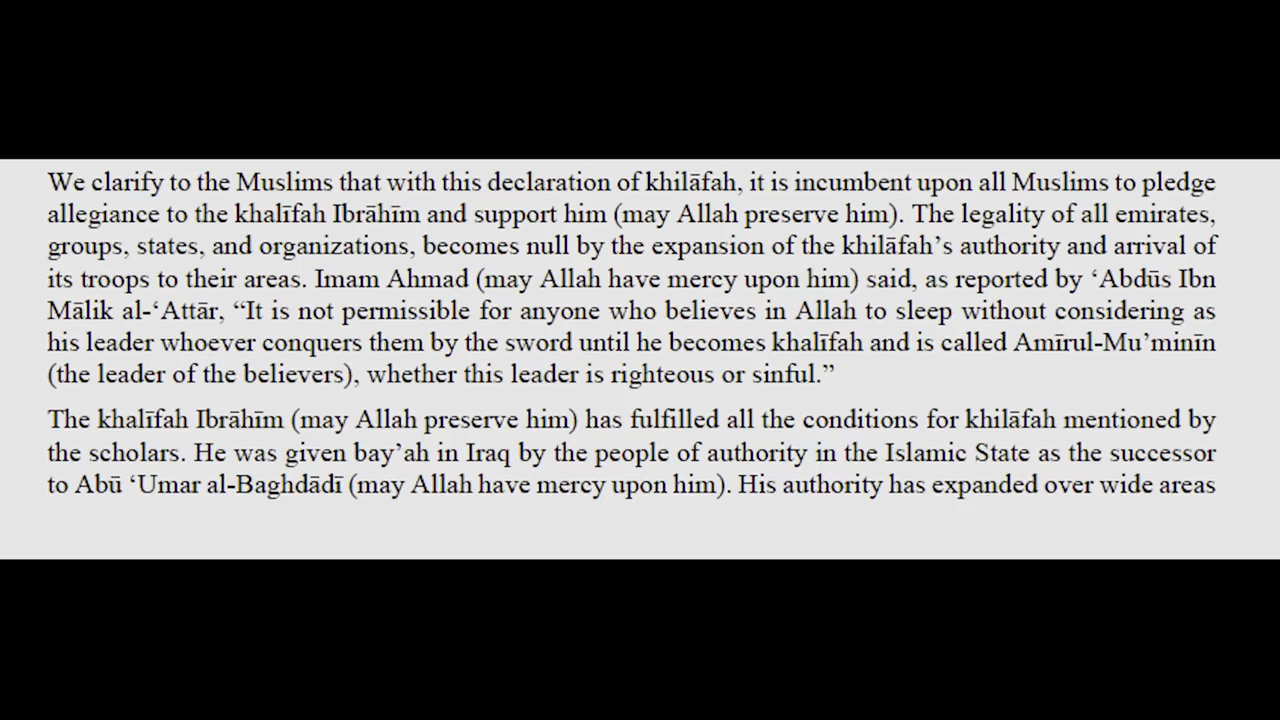 We clarify to the Muslims that with this declaration of khilāfah, it is incumbent upon all Muslims to pledge
allegiance to the khalīfah Ibrāhīm and support him (may Allah preserve him). The legality of all emirates,
groups, states, and organizations, becomes null by the expansion of the khilāfah’s authority and arrival of
its troops to their areas. Imam Ahmad (may Allah have mercy upon him) said, as reported by ‘Abdūs Ibn
Mālik al-‘Attār, “It is not permissible for anyone who believes in Allah to sleep without considering as
his leader whoever conquers them by the sword until he becomes khalīfah and is called Amīrul-Mu’minīn
(the leader of the believers), whether this leader is righteous or sinful.”
The khalīfah Ibrāhīm (may Allah preserve him) has fulfilled all the conditions for khilāfah mentioned by
the scholars. He was given bay’ah in Iraq by the people of authority in the Islamic State as the successor
to Abū ‘Umar al-Baghdādī (may Allah have mercy upon him). His authority has expanded over wide areas